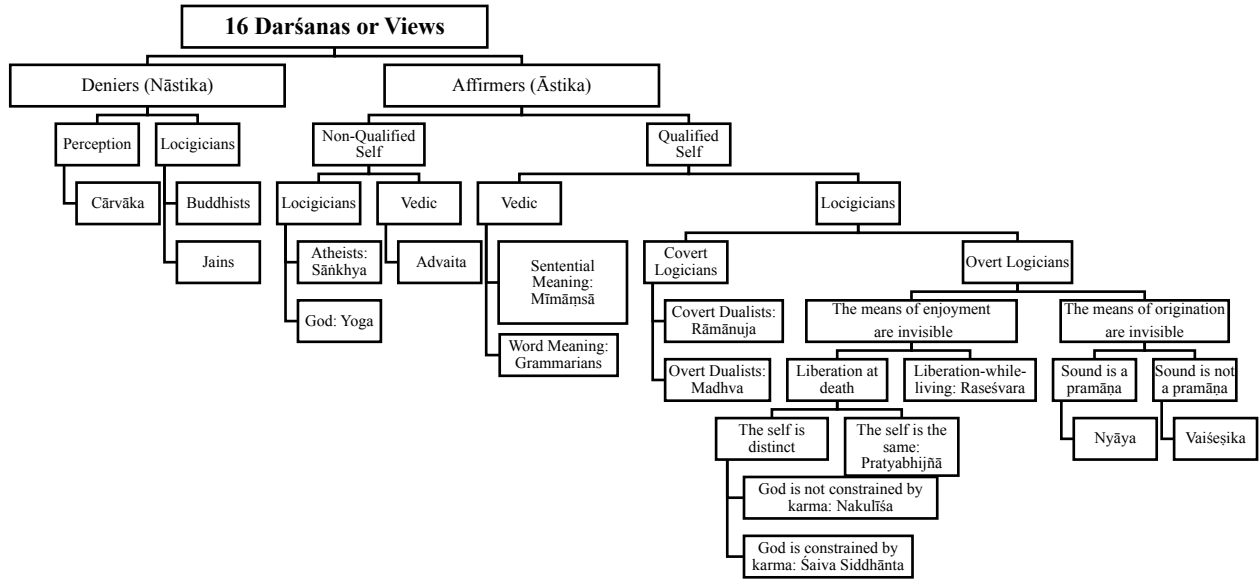 16 Darśanas or Views
Deniers (Nāstika)
Affirmers (Āstika)
Perception
Locigicians
Non-Qualified
Self
Qualified
Self
Cārvāka
Buddhists
Jains
Locigicians
Vedic
Vedic
Locigicians
Atheists:
Sāṅkhya
God: Yoga
Advaita
Sentential
Meaning:
Mīmāṃsā
Word Meaning:
Grammarians
Covert
Logicians
Overt Logicians
Covert Dualists:
Rāmānuja
Overt Dualists:
Madhva
The means of enjoyment
are invisible
The means of origination
are invisible
Liberation at
death
Liberation-while-
living: Raseśvara
Sound is a
pramāṇa
Sound is not
a pramāṇa
The self is
distinct
The self is the
same:
Pratyabhijñā
Nyāya
Vaiśeṣika
God is not constrained by
karma: Nakulīśa
God is constrained by
karma: Śaiva Siddhānta